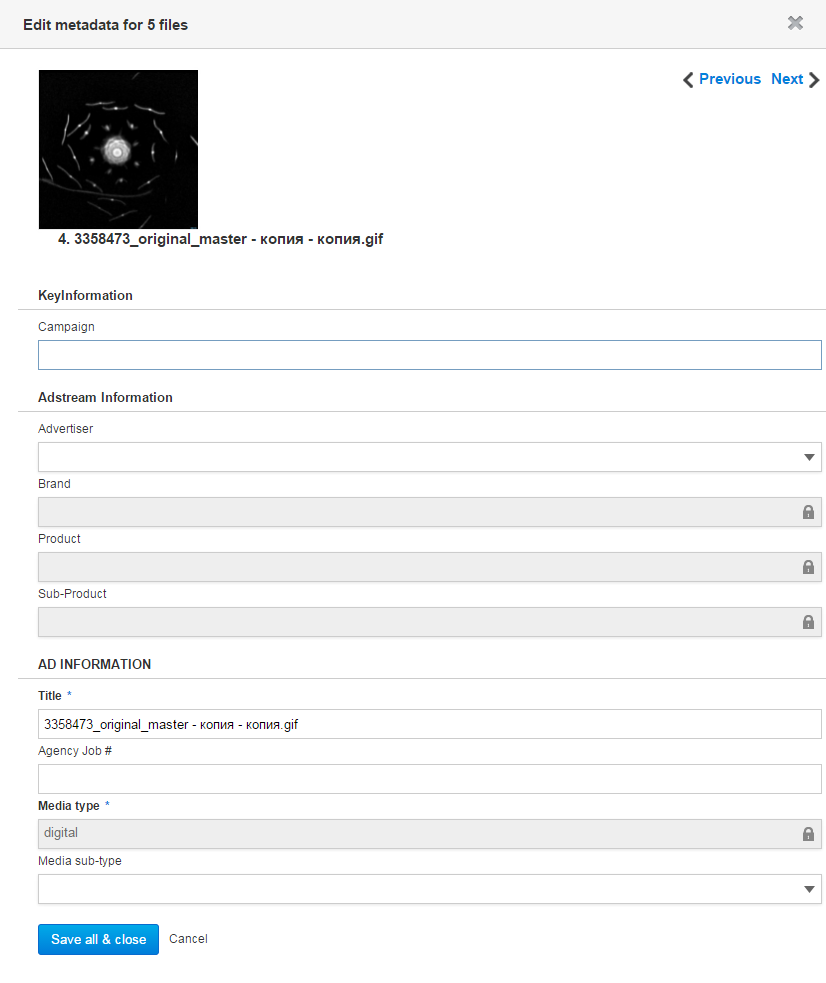 Edit metadata for 5 files
Previous Next
4. 3358473_original_master - копия - копия.gif
KeyInformation
Campaign
Adstream Information
Advertiser
Brand
Product
Sub-Product
AD INFORMATION
Title *
3358473_original_master - копия - копия.gif
Agency Job #
Media type *
digital
Media sub-type
Save all & close Cancel